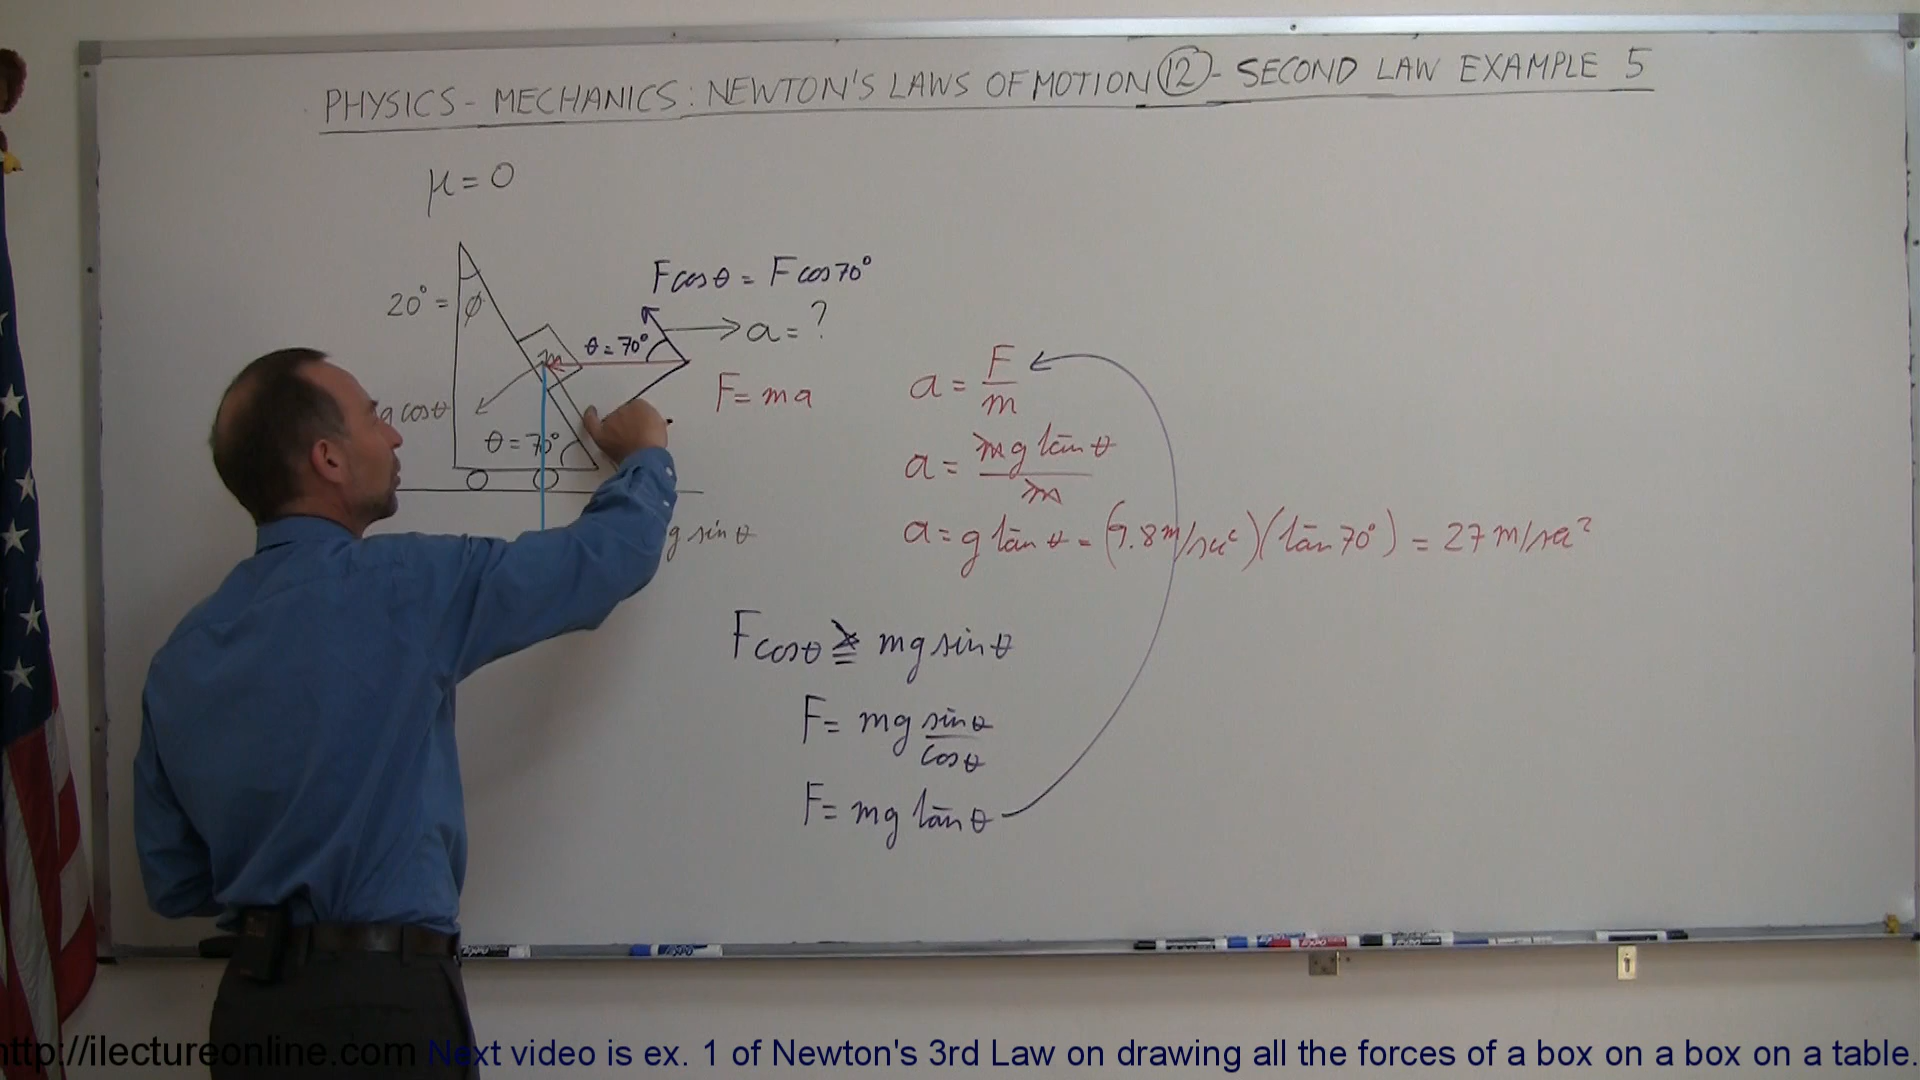 PHYSICS - MECHANICS: NEWTON'S LAWS OF MOTION 12 - SECOND LAW EXAMPLE 5
μ = 0
F cos θ = F cos 70°
20° = φ
θ = 70°
a = ?
F = ma
g cos θ
θ = 70°
g sin θ
a = F/m
a = mg tan θ / m
a = g tan θ = (9.8 m/sec²)(tan 70°) = 27 m/sec²
F cos θ ≥ mg sin θ
F = mg sin θ / cos θ
F = mg tan θ
http://ilectureonline.com Next video is ex. 1 of Newton's 3rd Law on drawing all the forces of a box on a box on a table.